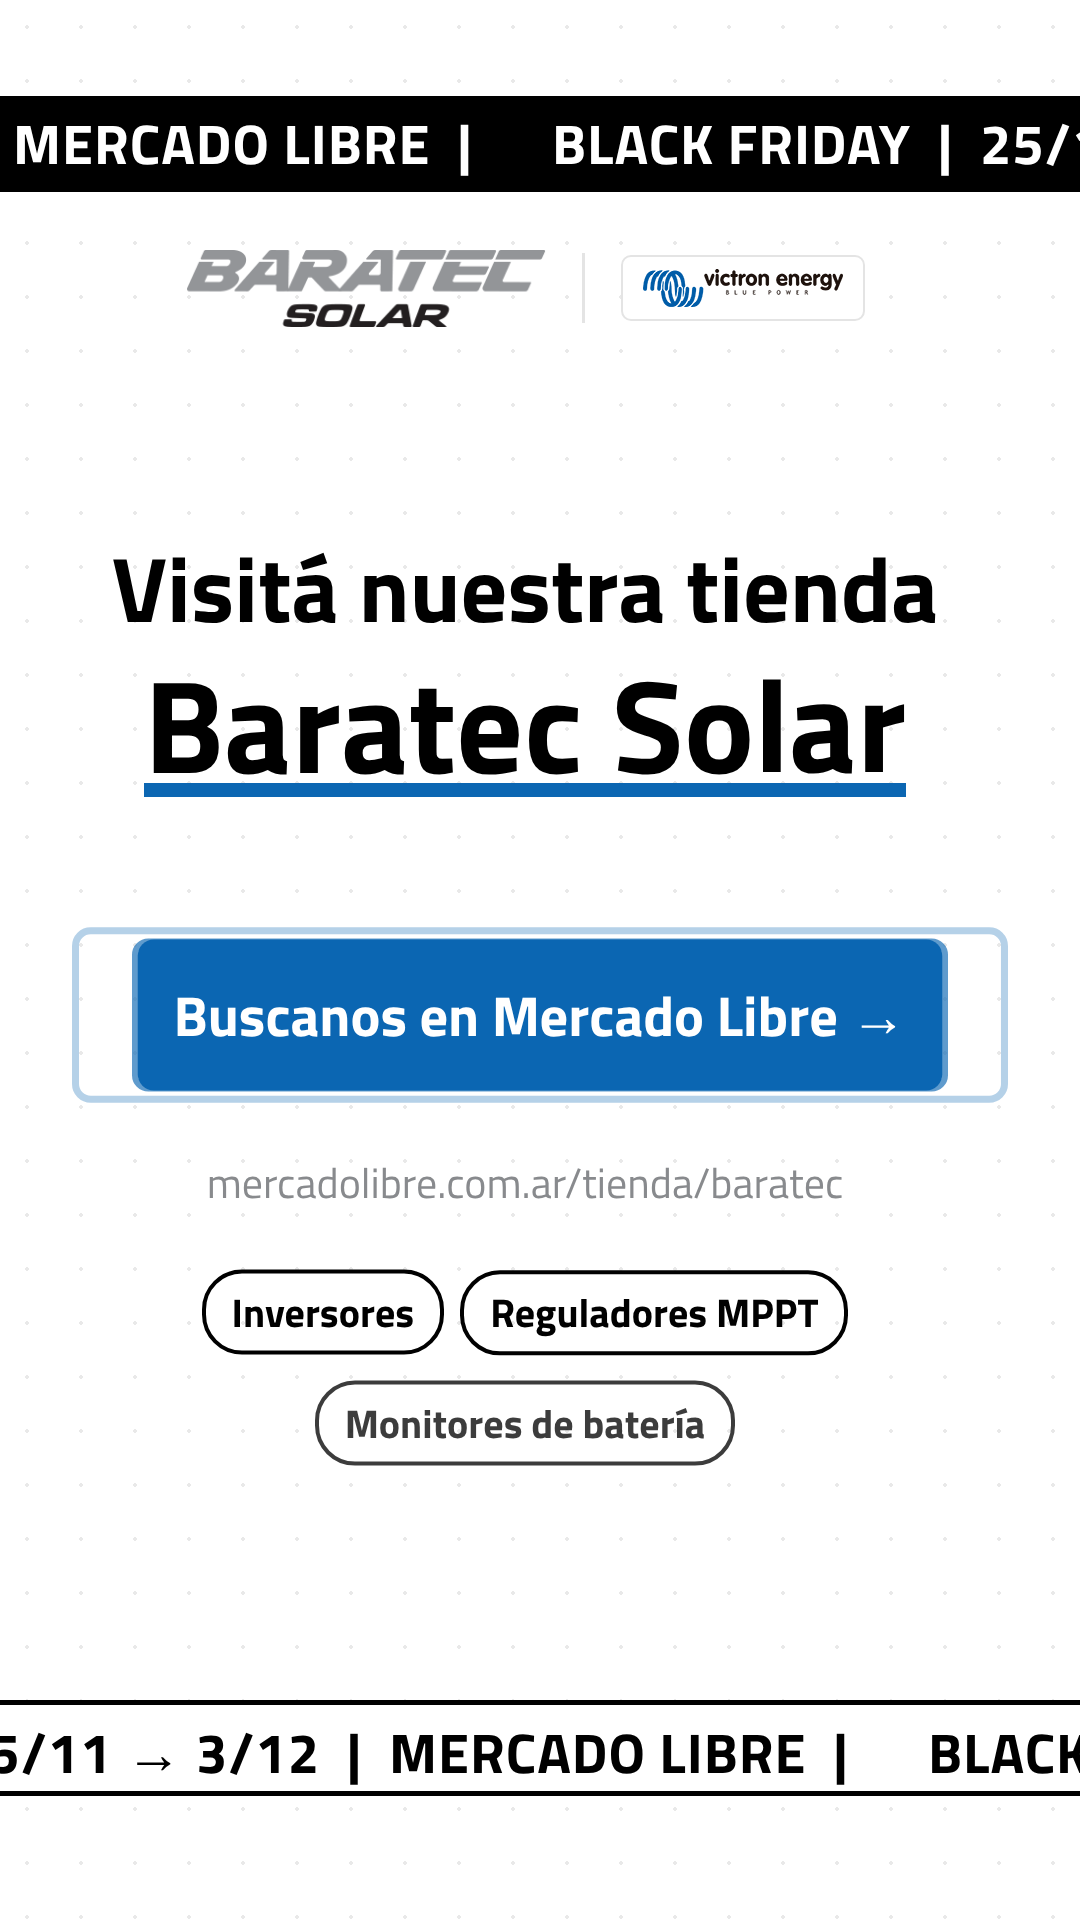 MERCADO LIBRE | BLACK FRIDAY | 25/
BARATEC
SOLAR
victron energy
BLUE POWER
Visitá nuestra tienda
Baratec Solar
Buscanos en Mercado Libre →
mercadolibre.com.ar/tienda/baratec
Inversores
Reguladores MPPT
Monitores de batería
5/11 → 3/12 | MERCADO LIBRE | BLACK